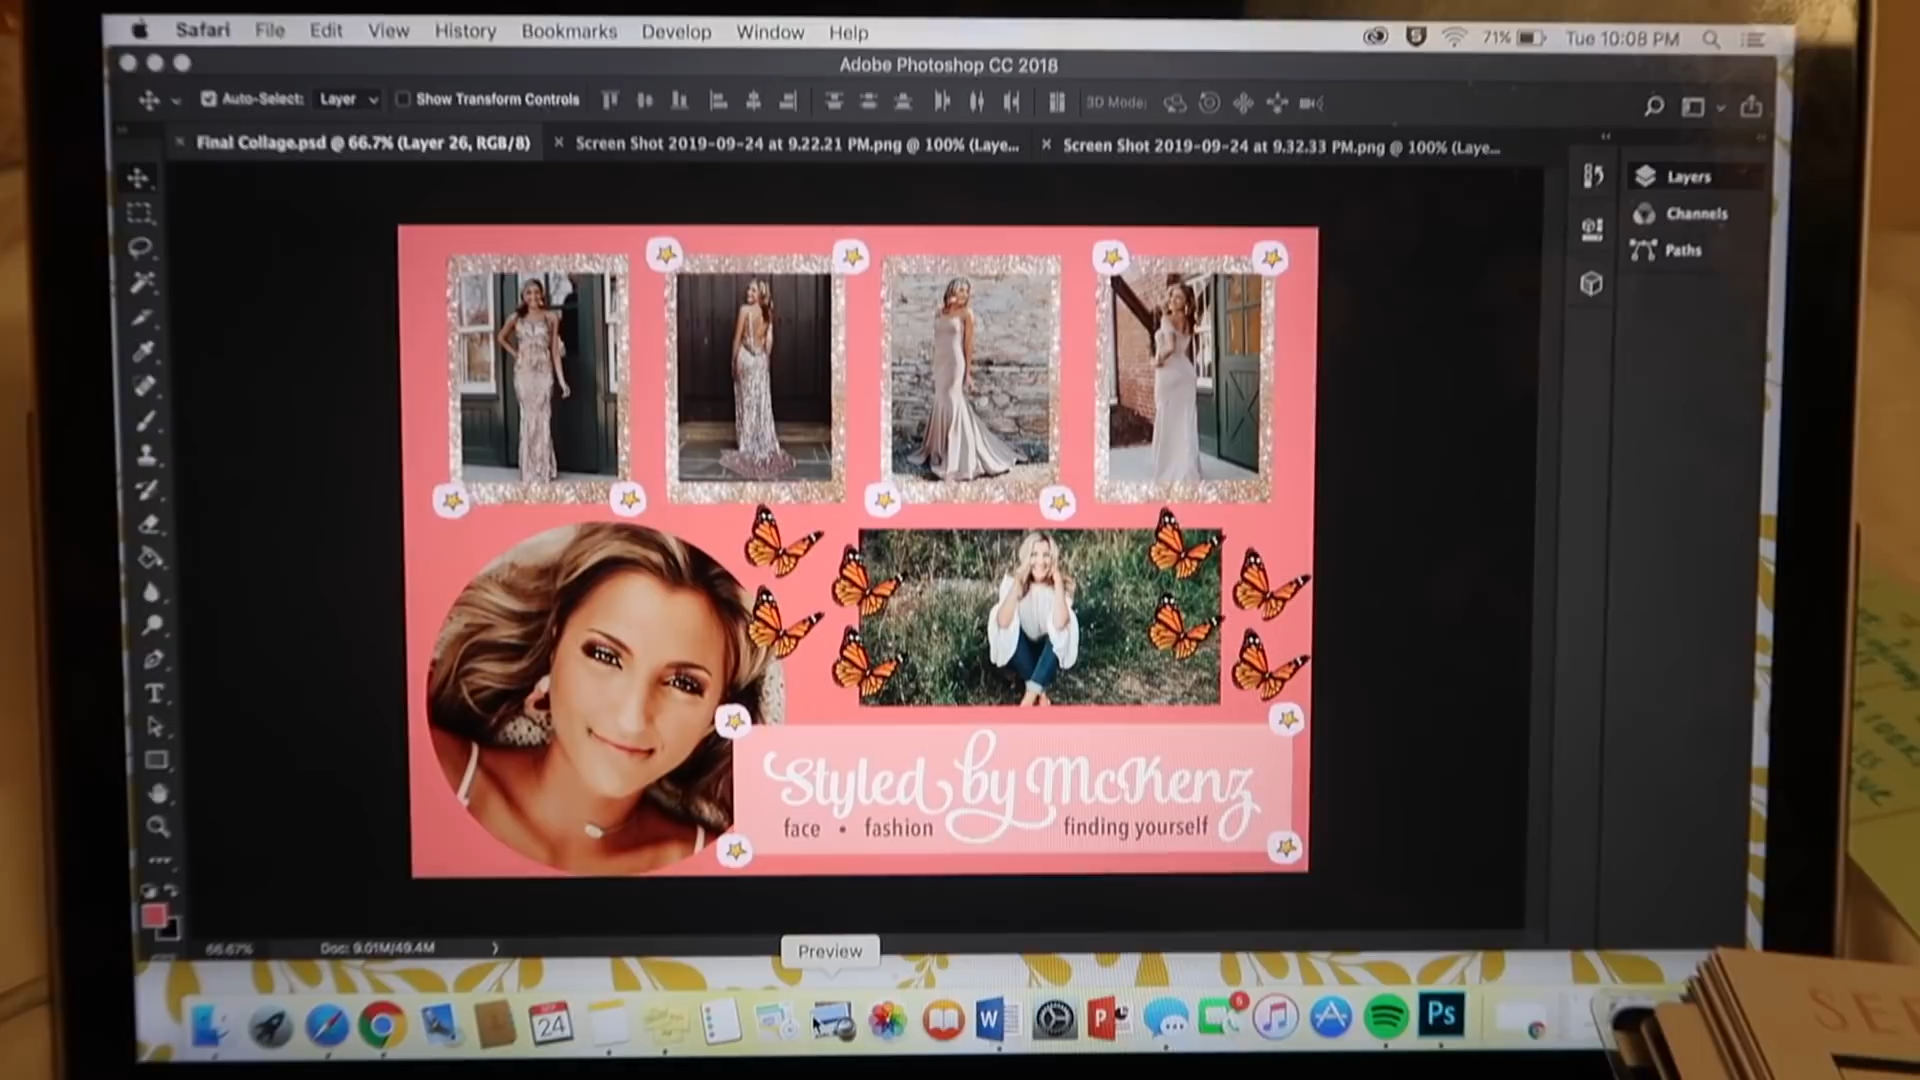 Safari File Edit View History Bookmarks Develop Window Help 71% Tue 10:08 PM
Adobe Photoshop CC 2018
Auto-Select: Layer Show Transform Controls 3D Mode:
Final Collage.psd @ 66.7% (Layer 26, RGB/8) Screen Shot 2019-09-24 at 9.22.21 PM.png @ 100% (Laye... Screen Shot 2019-09-24 at 9.32.33 PM.png @ 100% (Laye...
Layers
Channels
Paths
Styled by McKenz
face • fashion finding yourself
66.67% Doc: 9.01M/49.4M
Preview
SEP
24
W
P
5
Ps